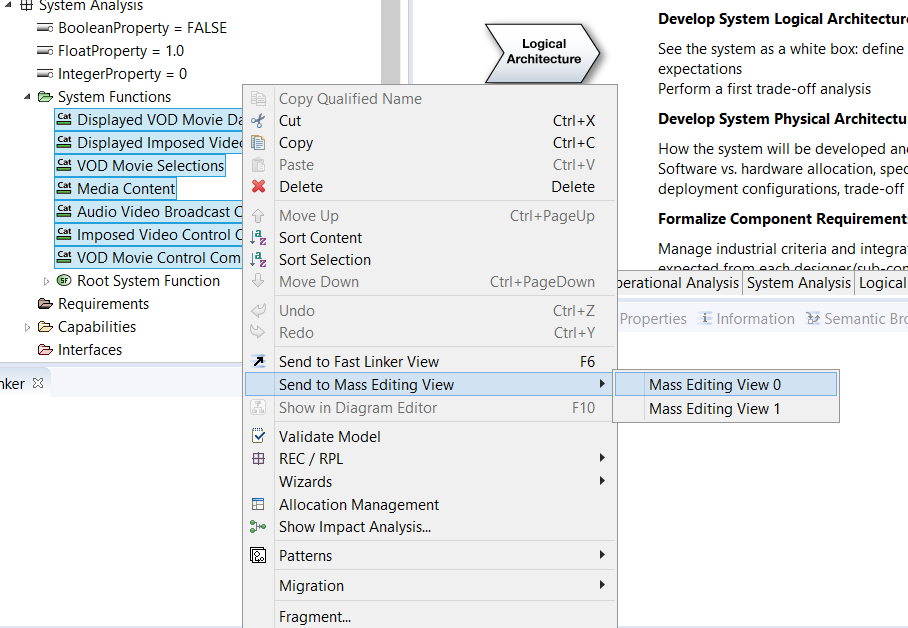 System Analysis
BooleanProperty = FALSE
FloatProperty = 1.0
IntegerProperty = 0
System Functions
Cat Displayed VOD Movie Da
Cat Displayed Imposed Video
Cat VOD Movie Selections
Cat Media Content
Cat Audio Video Broadcast C
Cat Imposed Video Control C
Cat VOD Movie Control Com
SF Root System Function
Requirements
Capabilities
Interfaces
nker
Copy Qualified Name
Cut Ctrl+X
Copy Ctrl+C
Paste Ctrl+V
Delete Delete
Move Up Ctrl+PageUp
Sort Content
Sort Selection
Move Down Ctrl+PageDown
Undo Ctrl+Z
Redo Ctrl+Y
Send to Fast Linker View F6
Send to Mass Editing View
Show in Diagram Editor F10
Validate Model
REC / RPL
Wizards
Allocation Management
Show Impact Analysis...
Patterns
Migration
Fragment...
Mass Editing View 0
Mass Editing View 1
Logical
Architecture
Develop System Logical Architecture
See the system as a white box: define
expectations
Perform a first trade-off analysis
Develop System Physical Architectu
How the system will be developed and
Software vs. hardware allocation, spec
deployment configurations, trade-off
Formalize Component Requirement
Manage industrial criteria and integrat
expected from each designer/sub-con
perational Analysis System Analysis Logical
Properties Information Semantic Bro